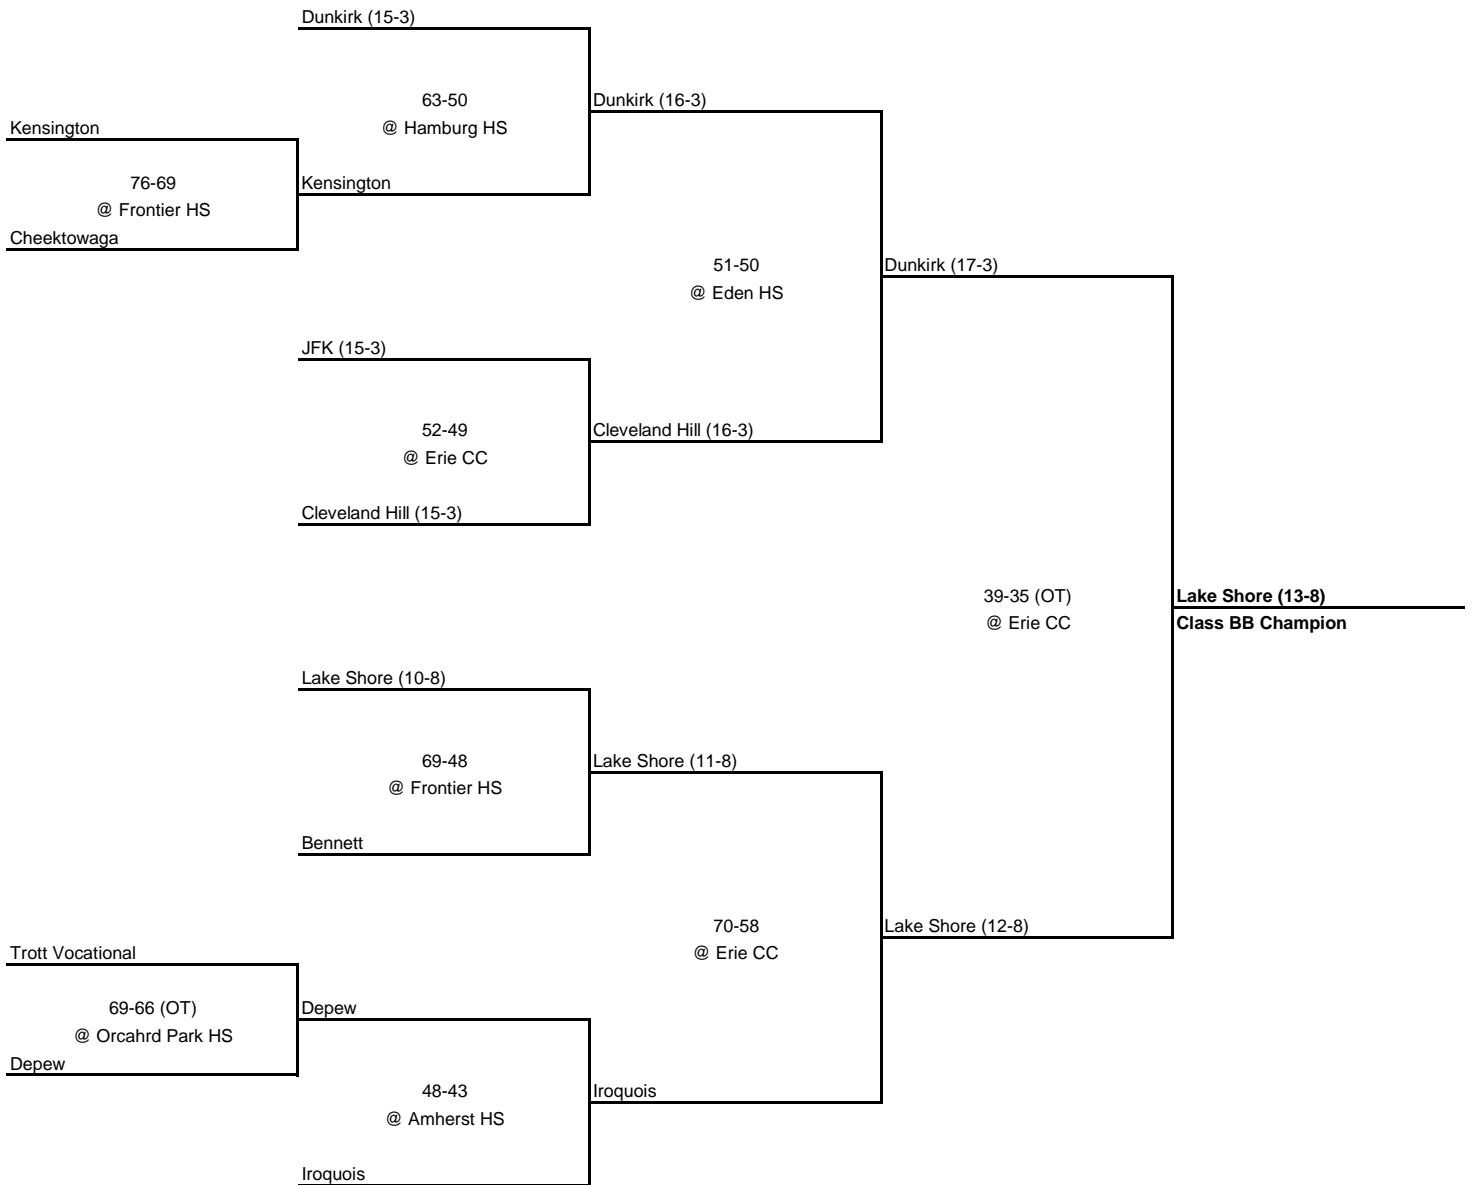 Dunkirk (15-3)
63-50
@ Hamburg HS
Dunkirk (16-3)
Kensington
76-69
@ Frontier HS
Kensington
Cheektowaga
51-50
@ Eden HS
Dunkirk (17-3)
JFK (15-3)
52-49
@ Erie CC
Cleveland Hill (16-3)
Cleveland Hill (15-3)
39-35 (OT)
@ Erie CC
Lake Shore (13-8)
Class BB Champion
Lake Shore (10-8)
69-48
@ Frontier HS
Lake Shore (11-8)
Bennett
70-58
@ Erie CC
Lake Shore (12-8)
Trott Vocational
69-66 (OT)
@ Orcahrd Park HS
Depew
Depew
48-43
@ Amherst HS
Iroquois
Iroquois